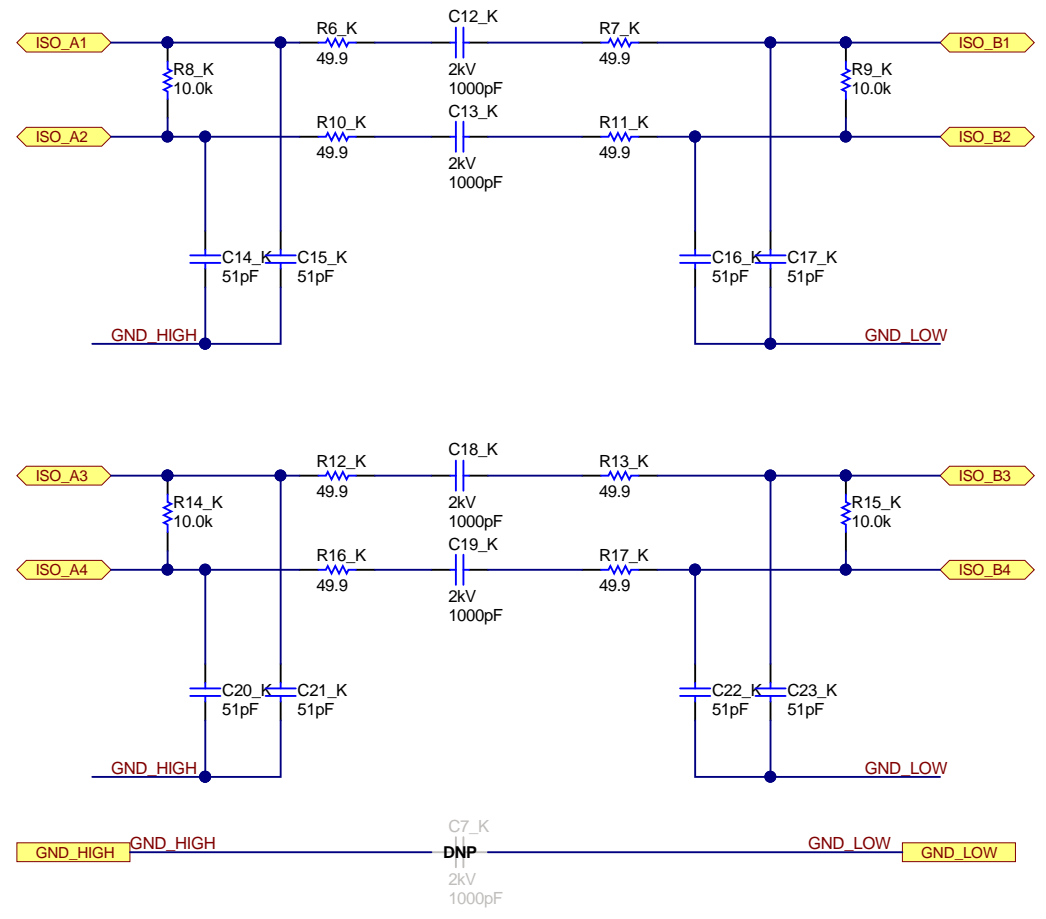 C12_K
ISO_A1
R6_K
R7_K
ISO_B1
49.9
2kV
1000pF
49.9
R8_K
10.0k
R9_K
10.0k
C13_K
ISO_A2
R10_K
R11_K
ISO_B2
49.9
2kV
1000pF
49.9
C14_K
51pF
C15_K
51pF
C16_K
51pF
C17_K
51pF
GND_HIGH
GND_LOW
C18_K
ISO_A3
R12_K
R13_K
ISO_B3
49.9
2kV
1000pF
49.9
R14_K
10.0k
R15_K
10.0k
C19_K
ISO_A4
R16_K
R17_K
ISO_B4
49.9
2kV
1000pF
49.9
C20_K
51pF
C21_K
51pF
C22_K
51pF
C23_K
51pF
GND_HIGH
GND_LOW
C7_K
GND_HIGH
GND_HIGH
DNP
GND_LOW
GND_LOW
2kV
1000pF